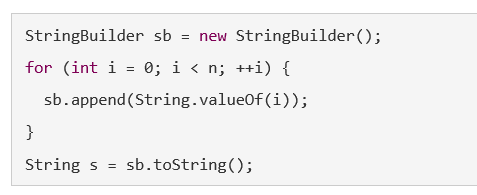 StringBuilder sb = new StringBuilder();
for (int i = 0; i < n; ++i) {
  sb.append(String.valueOf(i));
}
String s = sb.toString();